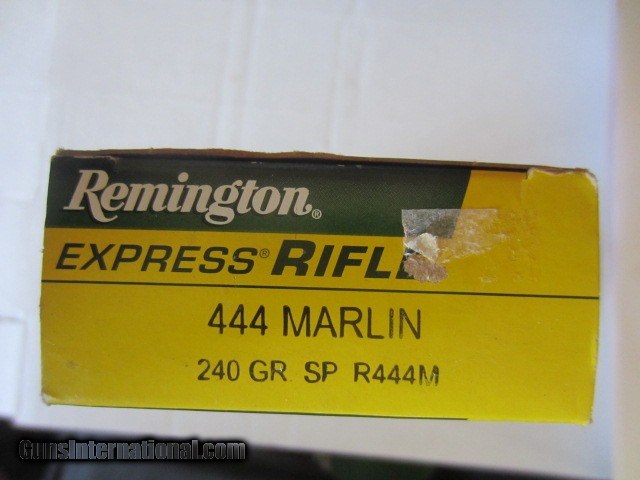 Remington®
EXPRESS® RIFL
444 MARLIN
240 GR SP R444M
GunsInternational.com